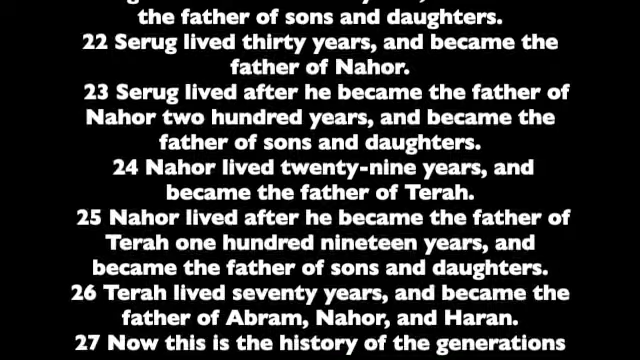 the father of sons and daughters.
22 Serug lived thirty years, and became the
father of Nahor.
23 Serug lived after he became the father of
Nahor two hundred years, and became the
father of sons and daughters.
24 Nahor lived twenty-nine years, and
became the father of Terah.
25 Nahor lived after he became the father of
Terah one hundred nineteen years, and
became the father of sons and daughters.
26 Terah lived seventy years, and became the
father of Abram, Nahor, and Haran.
27 Now this is the history of the generations